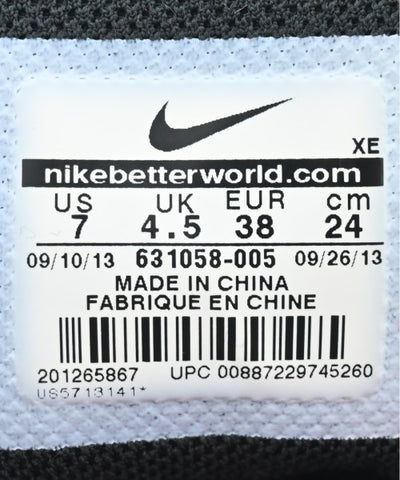 XE
nikebetterworld.com
US UK EUR cm
7 4.5 38 24
09/10/13 631058-005 09/26/13
MADE IN CHINA
FABRIQUE EN CHINE
201265867 UPC 00887229745260
US5713141*